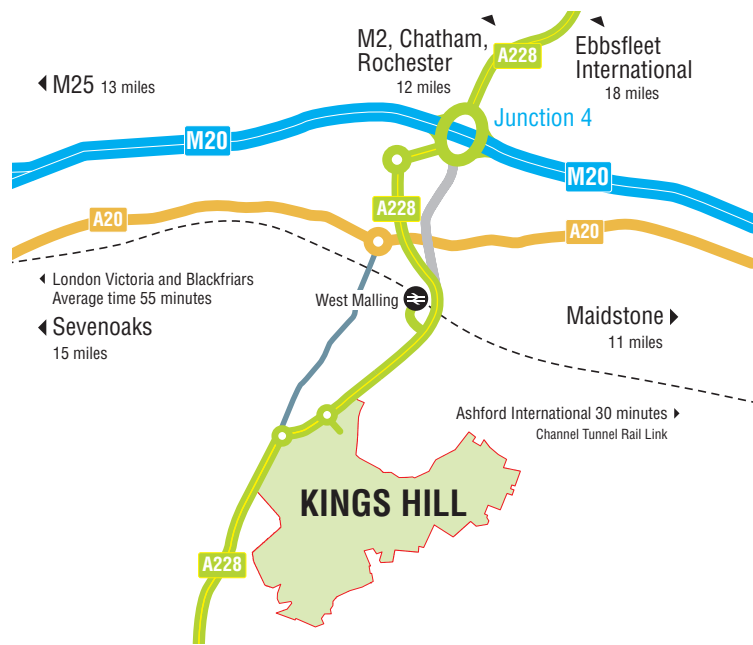 M2, Chatham,
Rochester
12 miles
A228
Ebbsfleet
International
18 miles
M25 13 miles
Junction 4
M20
M20
A228
A20
A20
London Victoria and Blackfriars
Average time 55 minutes
West Malling
Sevenoaks
15 miles
Maidstone
11 miles
Ashford International 30 minutes
Channel Tunnel Rail Link
KINGS HILL
A228